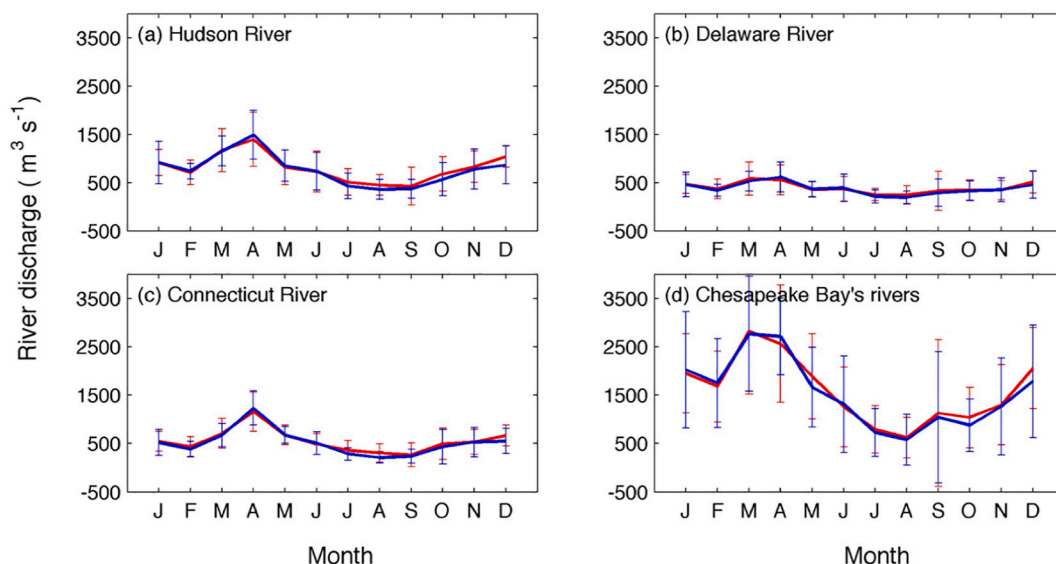 River discharge ( m³ s⁻¹)
(a) Hudson River
3500
2500
1500
500
-500
J F M A M J J A S O N D
(b) Delaware River
3500
2500
1500
500
-500
J F M A M J J A S O N D
(c) Connecticut River
3500
2500
1500
500
-500
J F M A M J J A S O N D
Month
(d) Chesapeake Bay's rivers
3500
2500
1500
500
-500
J F M A M J J A S O N D
Month